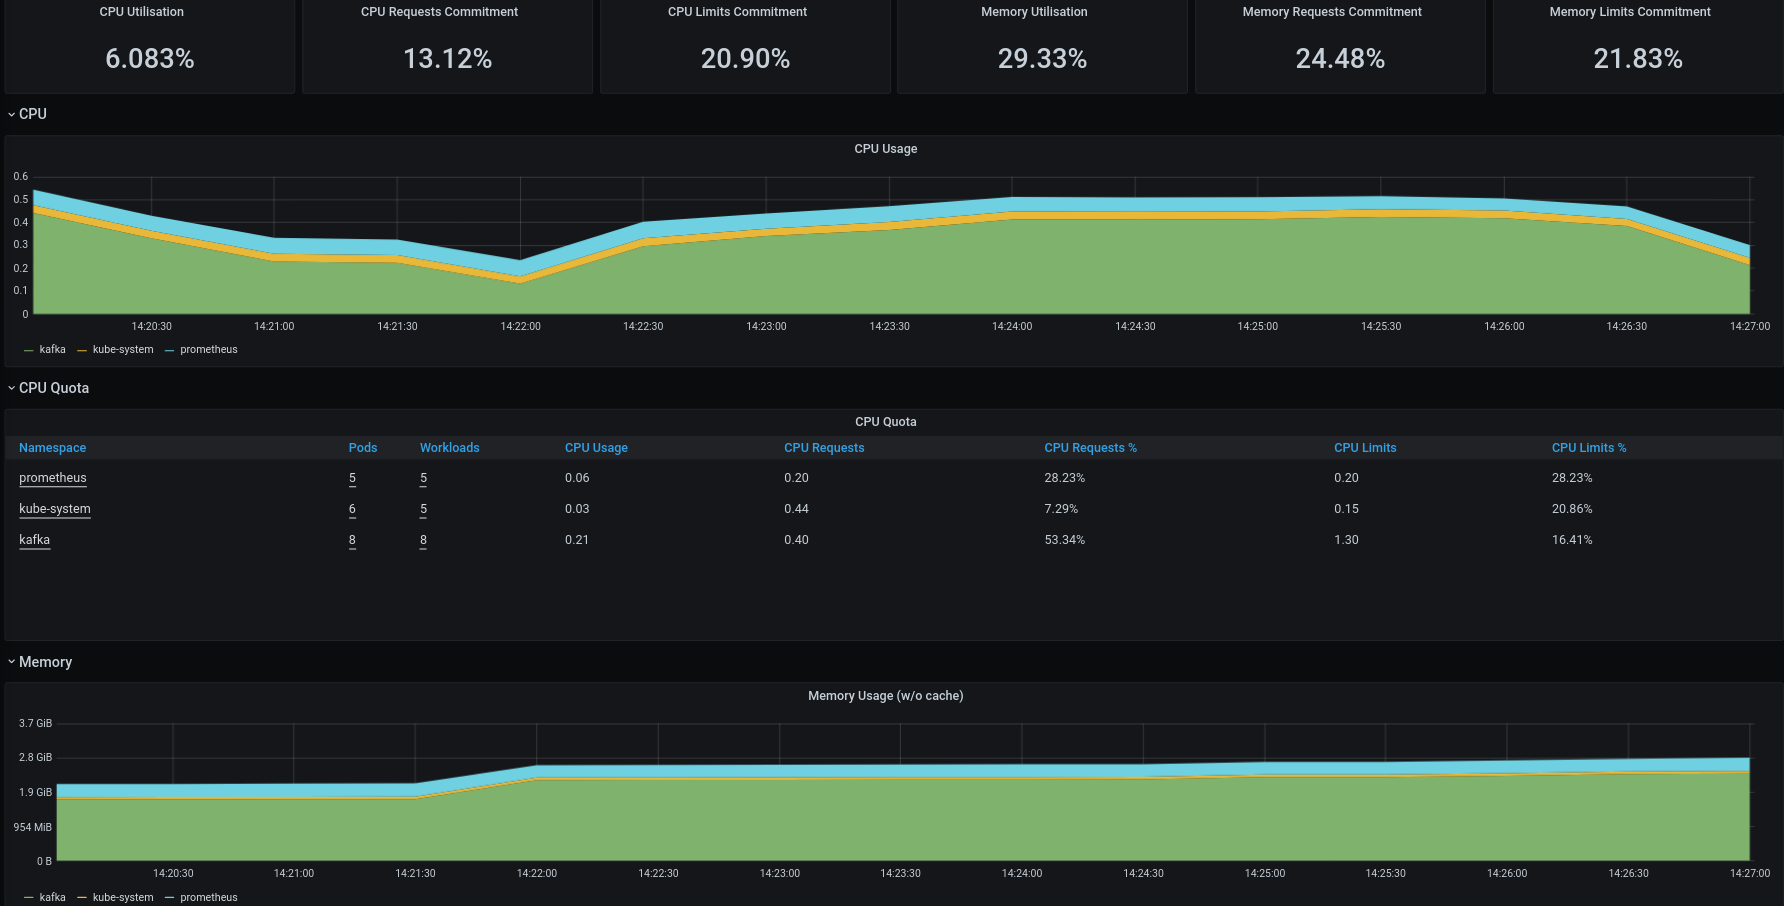 CPU Utilisation CPU Requests Commitment CPU Limits Commitment Memory Utilisation Memory Requests Commitment Memory Limits Commitment
6.083% 13.12% 20.90% 29.33% 24.48% 21.83%
CPU
CPU Usage
0.6
0.5
0.4
0.3
0.2
0.1
0
14:20:30 14:21:00 14:21:30 14:22:00 14:22:30 14:23:00 14:23:30 14:24:00 14:24:30 14:25:00 14:25:30 14:26:00 14:26:30 14:27:00
kafka kube-system prometheus
CPU Quota
CPU Quota
Namespace Pods Workloads CPU Usage CPU Requests CPU Requests % CPU Limits CPU Limits %
prometheus 5 5 0.06 0.20 28.23% 0.20 28.23%
kube-system 6 5 0.03 0.44 7.29% 0.15 20.86%
kafka 8 8 0.21 0.40 53.34% 1.30 16.41%
Memory
Memory Usage (w/o cache)
3.7 GiB
2.8 GiB
1.9 GiB
954 MiB
0 B
14:20:30 14:21:00 14:21:30 14:22:00 14:22:30 14:23:00 14:23:30 14:24:00 14:24:30 14:25:00 14:25:30 14:26:00 14:26:30 14:27:00
kafka kube-system prometheus